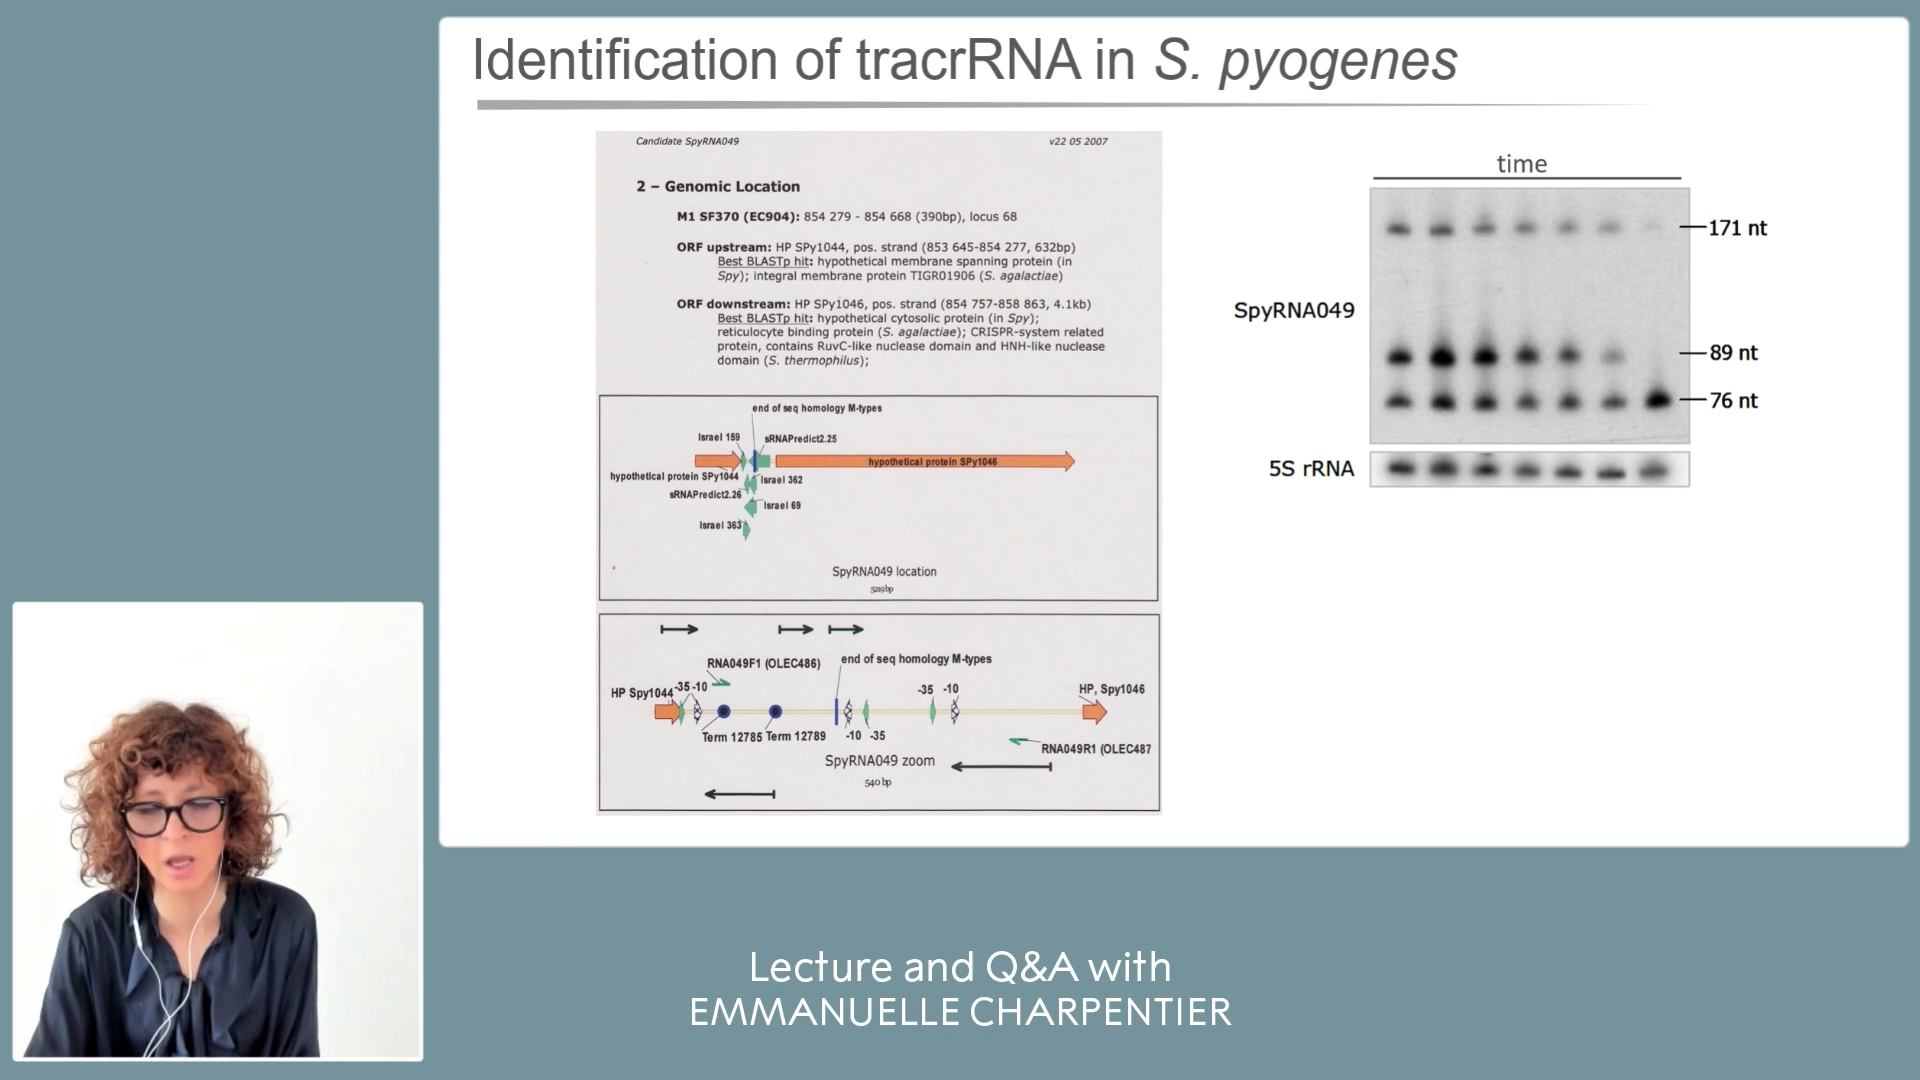 Identification of tracrRNA in S. pyogenes
Candidate SpyRNA049
v22 05 2007
2 – Genomic Location
M1 SF370 (EC904): 854 279 - 854 668 (390bp), locus 68
ORF upstream: HP SPy1044, pos. strand (853 645-854 277, 632bp)
Best BLASTp hit: hypothetical membrane spanning protein (in
Spy); integral membrane protein TIGR01906 (S. agalactiae)
ORF downstream: HP SPy1046, pos. strand (854 757-858 863, 4.1kb)
Best BLASTp hit: hypothetical cytosolic protein (in Spy);
reticulocyte binding protein (S. agalactiae); CRISPR-system related
protein, contains RuvC-like nuclease domain and HNH-like nuclease
domain (S. thermophilus);
end of seq homology M-types
Israel 159
sRNAPredict2.25
hypothetical protein SPy1046
hypothetical protein SPy1044
Israel 362
sRNAPredict2.26
Israel 69
Israel 363
SpyRNA049 location
RNA049F1 (OLEC486)
end of seq homology M-types
HP Spy1044
-35 -10
-35 -10
HP, Spy1046
Term 12785 Term 12789
-10 -35
RNA049R1 (OLEC487
SpyRNA049 zoom
540 bp
time
171 nt
SpyRNA049
89 nt
76 nt
5S rRNA
Lecture and Q&A with
EMMANUELLE CHARPENTIER